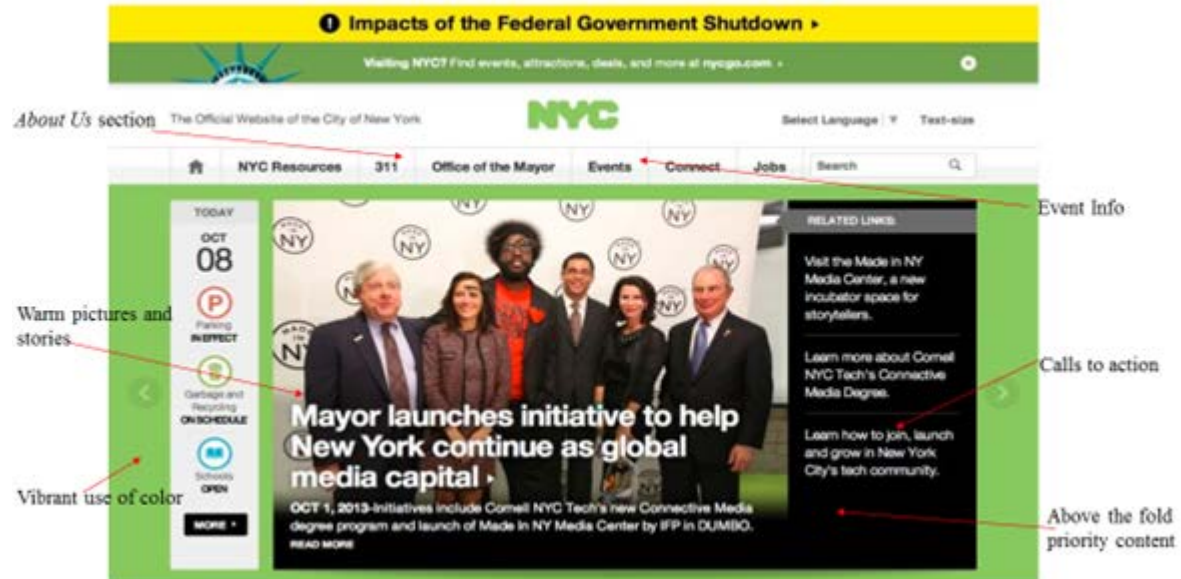 Impacts of the Federal Government Shutdown
Visiting NYC? Find events, attractions, deals, and more at nycgo.com
About Us section
The Official Website of the City of New York
NYC
Select Language
Text-size
NYC Resources
311
Office of the Mayor
Events
Connect
Jobs
Search
Event Info
TODAY
OCT
08
P
Parking
IN EFFECT
Garbage and
Recycling
ON SCHEDULE
Schools
OPEN
MORE
Warm pictures and
stories
Vibrant use of color
MADE IN NY
NY
NY
NY
NY
Mayor launches initiative to help
New York continue as global
media capital
OCT 1, 2013-Initiatives include Cornell NYC Tech's new Connective Media
degree program and launch of Made In NY Media Center by IFP in DUMBO.
READ MORE
RELATED LINKS:
Visit the Made in NY
Media Center, a new
incubator space for
storytellers.
Learn more about Cornell
NYC Tech's Connective
Media Degree.
Learn how to join, launch
and grow in New York
City's tech community.
Calls to action
Above the fold
priority content